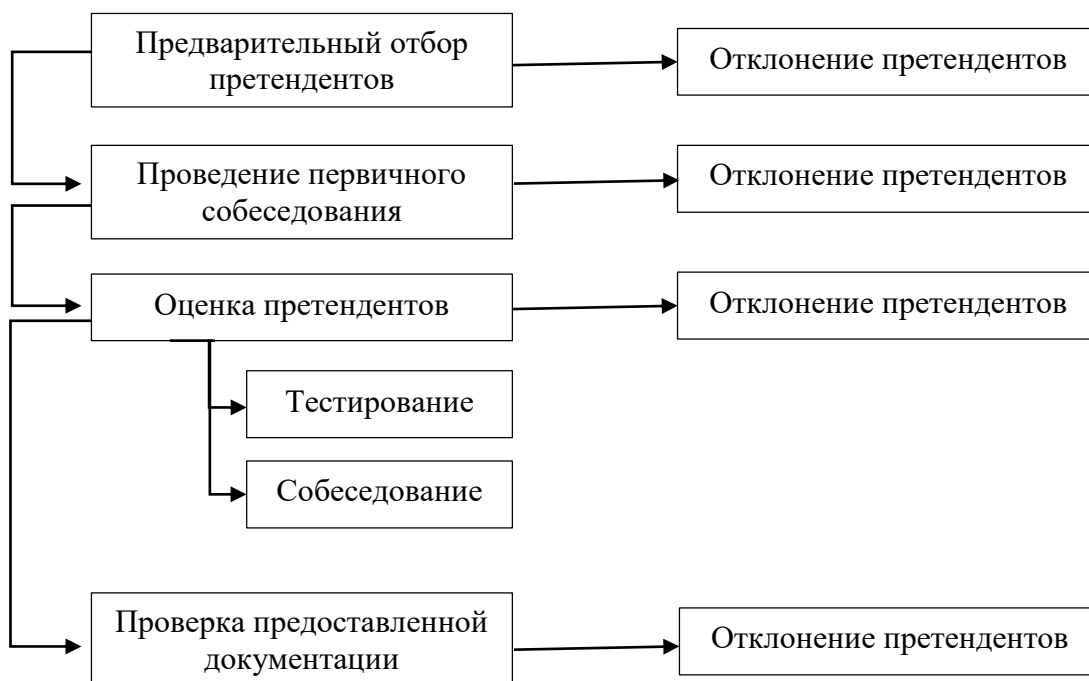 Предварительный отбор
претендентов
Отклонение претендентов
Проведение первичного
собеседования
Отклонение претендентов
Оценка претендентов
Отклонение претендентов
Тестирование
Собеседование
Проверка предоставленной
документации
Отклонение претендентов